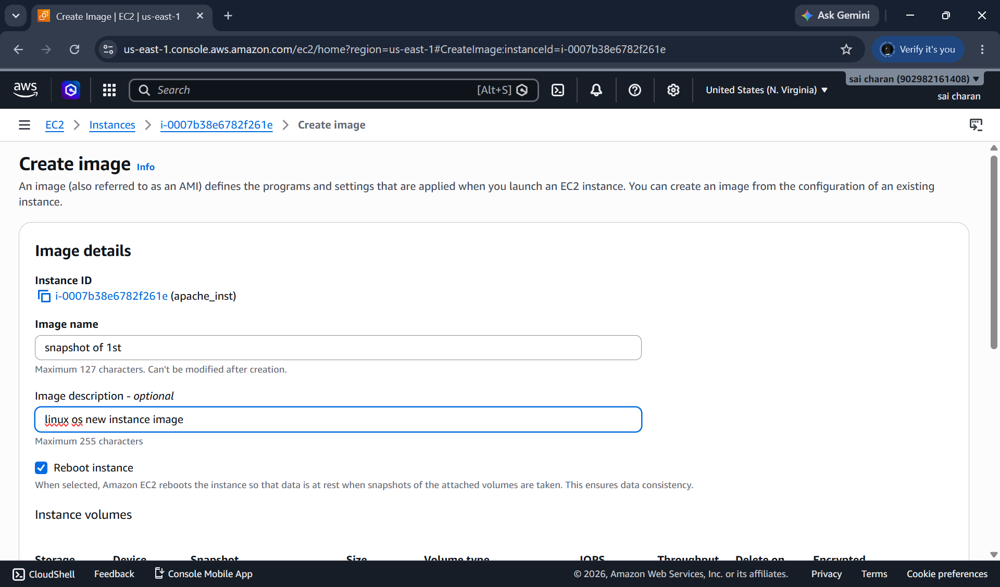 Create Image | EC2 | us-east-1
Ask Gemini
us-east-1.console.aws.amazon.com/ec2/home?region=us-east-1#CreateImage:instanceId=i-0007b38e6782f261e
Verify it's you
aws
Search
[Alt+S]
United States (N. Virginia)
sai charan (902982161408)
sai charan
EC2
Instances
i-0007b38e6782f261e
Create image
Create image Info
An image (also referred to as an AMI) defines the programs and settings that are applied when you launch an EC2 instance. You can create an image from the configuration of an existing
instance.
Image details
Instance ID
i-0007b38e6782f261e (apache_inst)
Image name
snapshot of 1st
Maximum 127 characters. Can't be modified after creation.
Image description - optional
linux os new instance image
Maximum 255 characters
Reboot instance
When selected, Amazon EC2 reboots the instance so that data is at rest when snapshots of the attached volumes are taken. This ensures data consistency.
Instance volumes
Storage Device Snapshot Size Volume type IOPS Throughput Delete on Encrypted
CloudShell Feedback Console Mobile App © 2026, Amazon Web Services, Inc. or its affiliates. Privacy Terms Cookie preferences